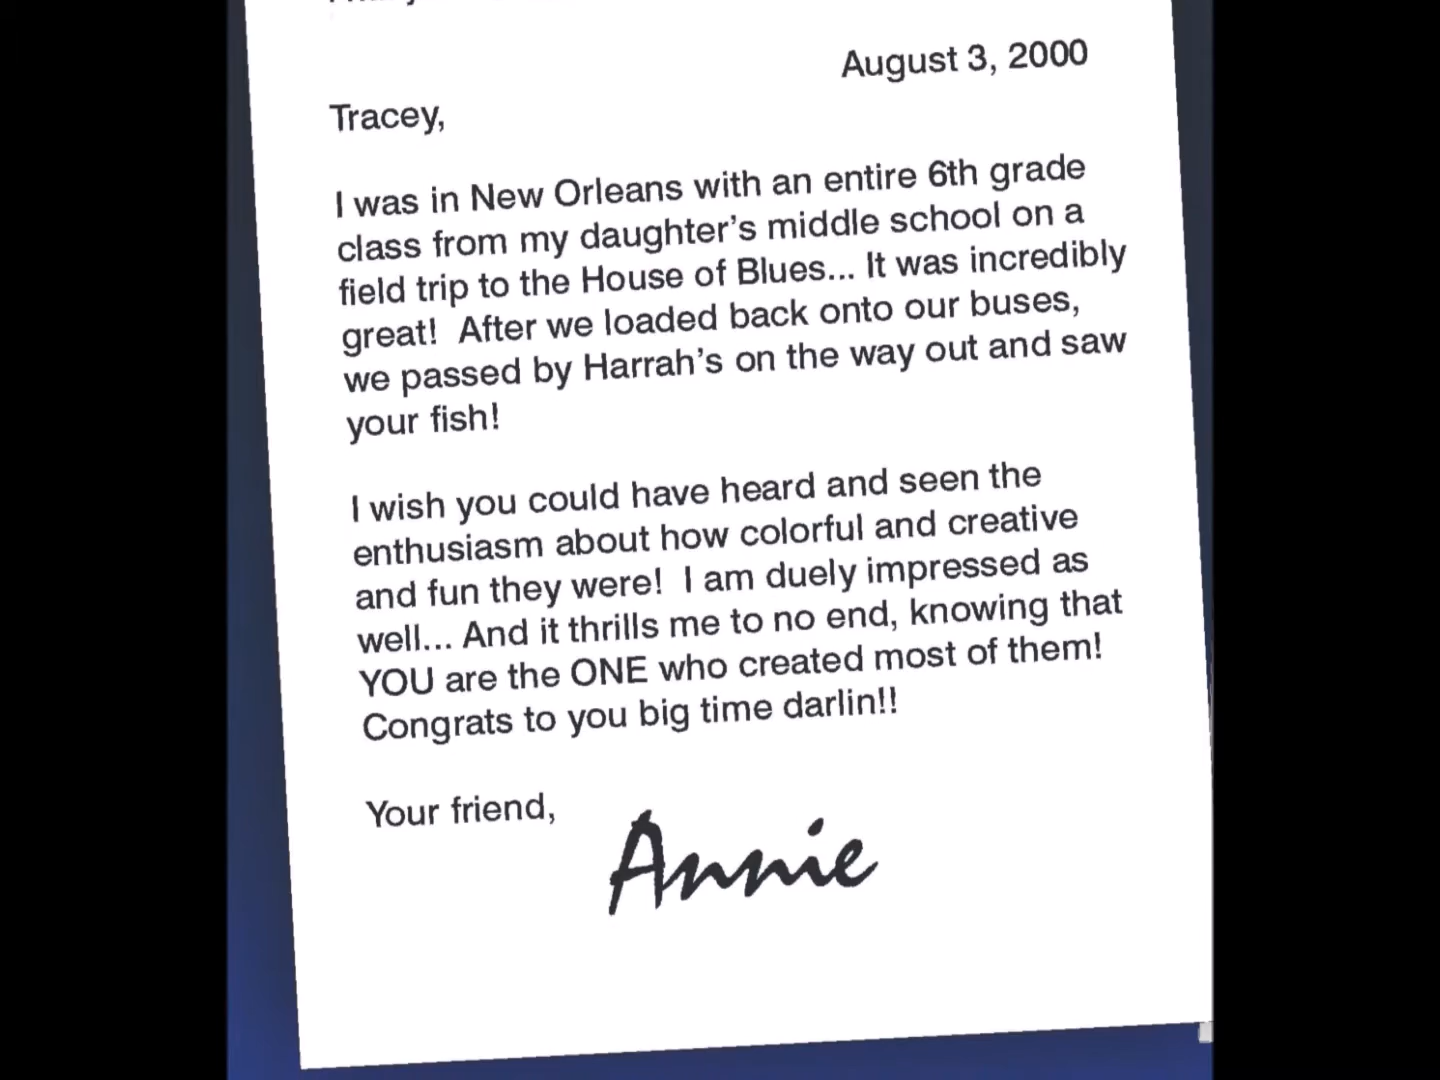 August 3, 2000
Tracey,
I was in New Orleans with an entire 6th grade
class from my daughter's middle school on a
field trip to the House of Blues... It was incredibly
great!  After we loaded back onto our buses,
we passed by Harrah's on the way out and saw
your fish!
I wish you could have heard and seen the
enthusiasm about how colorful and creative
and fun they were!  I am duely impressed as
well... And it thrills me to no end, knowing that
YOU are the ONE who created most of them!
Congrats to you big time darlin!!
Your friend,
Annie